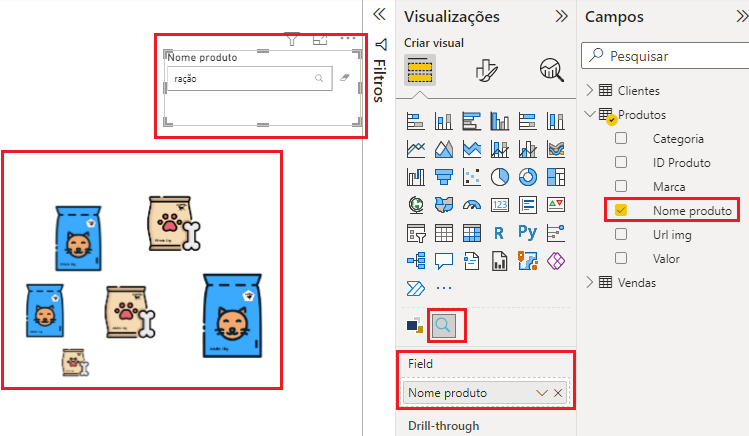 Nome produto
ração
Filtros
Visualizações
Criar visual
123
R
Py
Field
Nome produto
Drill-through
Campos
Pesquisar
Clientes
Produtos
Categoria
ID Produto
Marca
Nome produto
Url img
Valor
Vendas